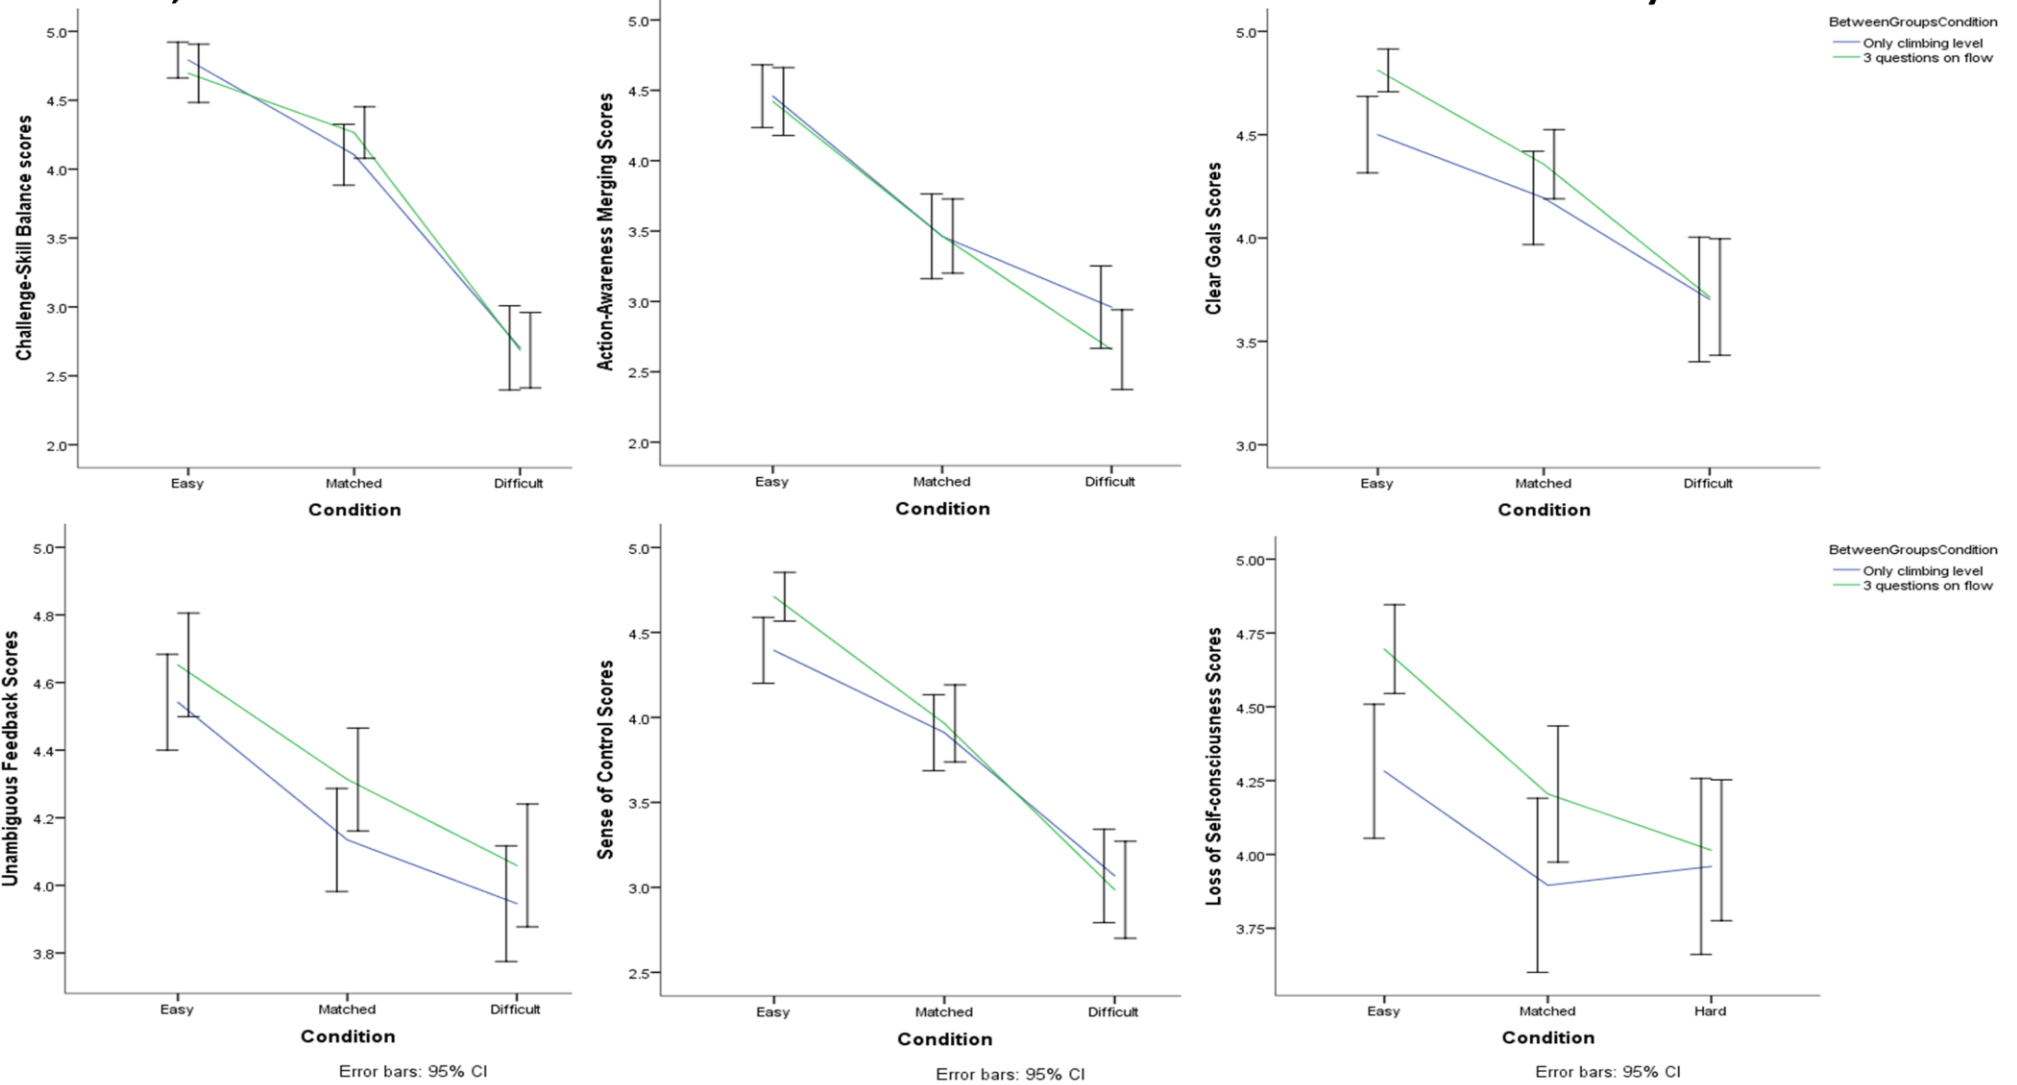 Challenge-Skill Balance scores
5.0
4.5
4.0
3.5
3.0
2.5
2.0
Easy Matched Difficult
Condition
Action-Awareness Merging Scores
5.0
4.5
4.0
3.5
3.0
2.5
2.0
Easy Matched Difficult
Condition
Clear Goals Scores
5.0
4.5
4.0
3.5
3.0
Easy Matched Difficult
Condition
BetweenGroupsCondition
Only climbing level
3 questions on flow
Unambiguous Feedback Scores
5.0
4.8
4.6
4.4
4.2
4.0
3.8
Easy Matched Difficult
Condition
Error bars: 95% CI
Sense of Control Scores
5.0
4.5
4.0
3.5
3.0
2.5
Easy Matched Difficult
Condition
Error bars: 95% CI
Loss of Self-consciousness Scores
5.00
4.75
4.50
4.25
4.00
3.75
Easy Matched Hard
Condition
Error bars: 95% CI
BetweenGroupsCondition
Only climbing level
3 questions on flow